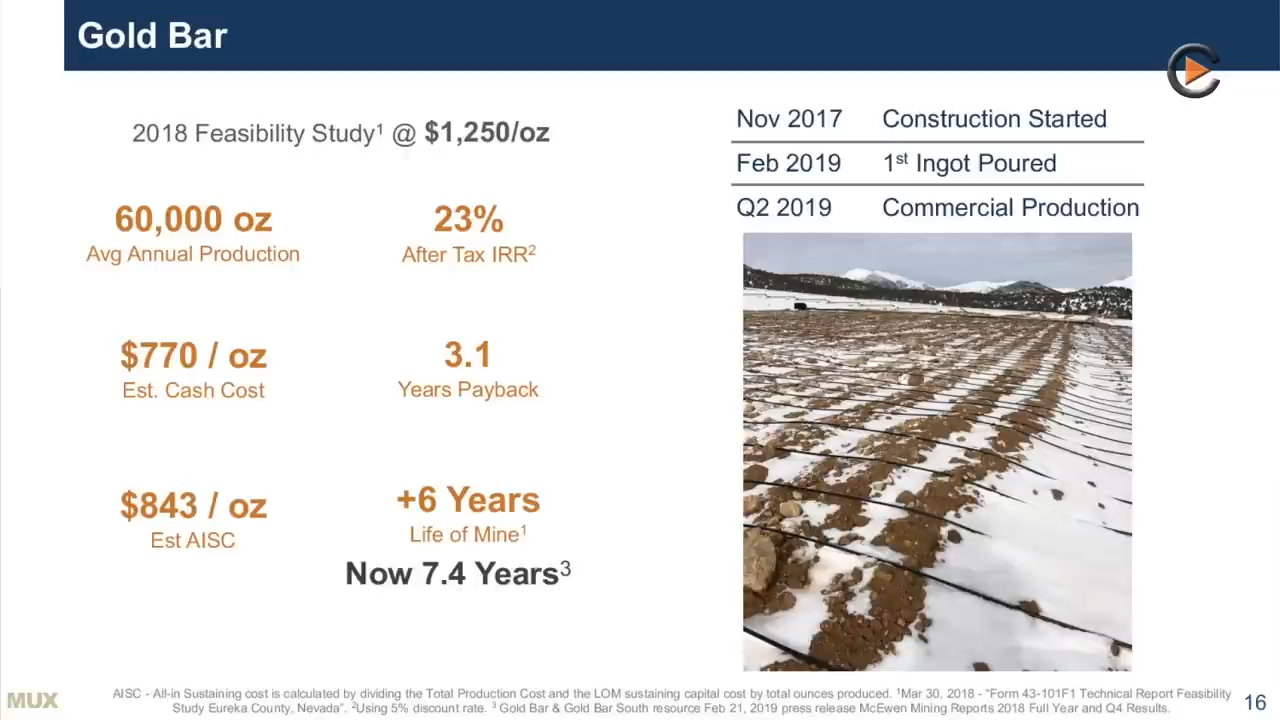 Gold Bar
2018 Feasibility Study¹ @ $1,250/oz
60,000 oz
Avg Annual Production
23%
After Tax IRR²
$770 / oz
Est. Cash Cost
3.1
Years Payback
$843 / oz
Est AISC
+6 Years
Life of Mine¹
Now 7.4 Years³
Nov 2017 Construction Started
Feb 2019 1st Ingot Poured
Q2 2019 Commercial Production
MUX
AISC - All-in Sustaining cost is calculated by dividing the Total Production Cost and the LOM sustaining capital cost by total ounces produced. ¹Mar 30, 2018 - “Form 43-101F1 Technical Report Feasibility
Study Eureka County, Nevada”. ²Using 5% discount rate. ³ Gold Bar & Gold Bar South resource Feb 21, 2019 press release McEwen Mining Reports 2018 Full Year and Q4 Results.
16